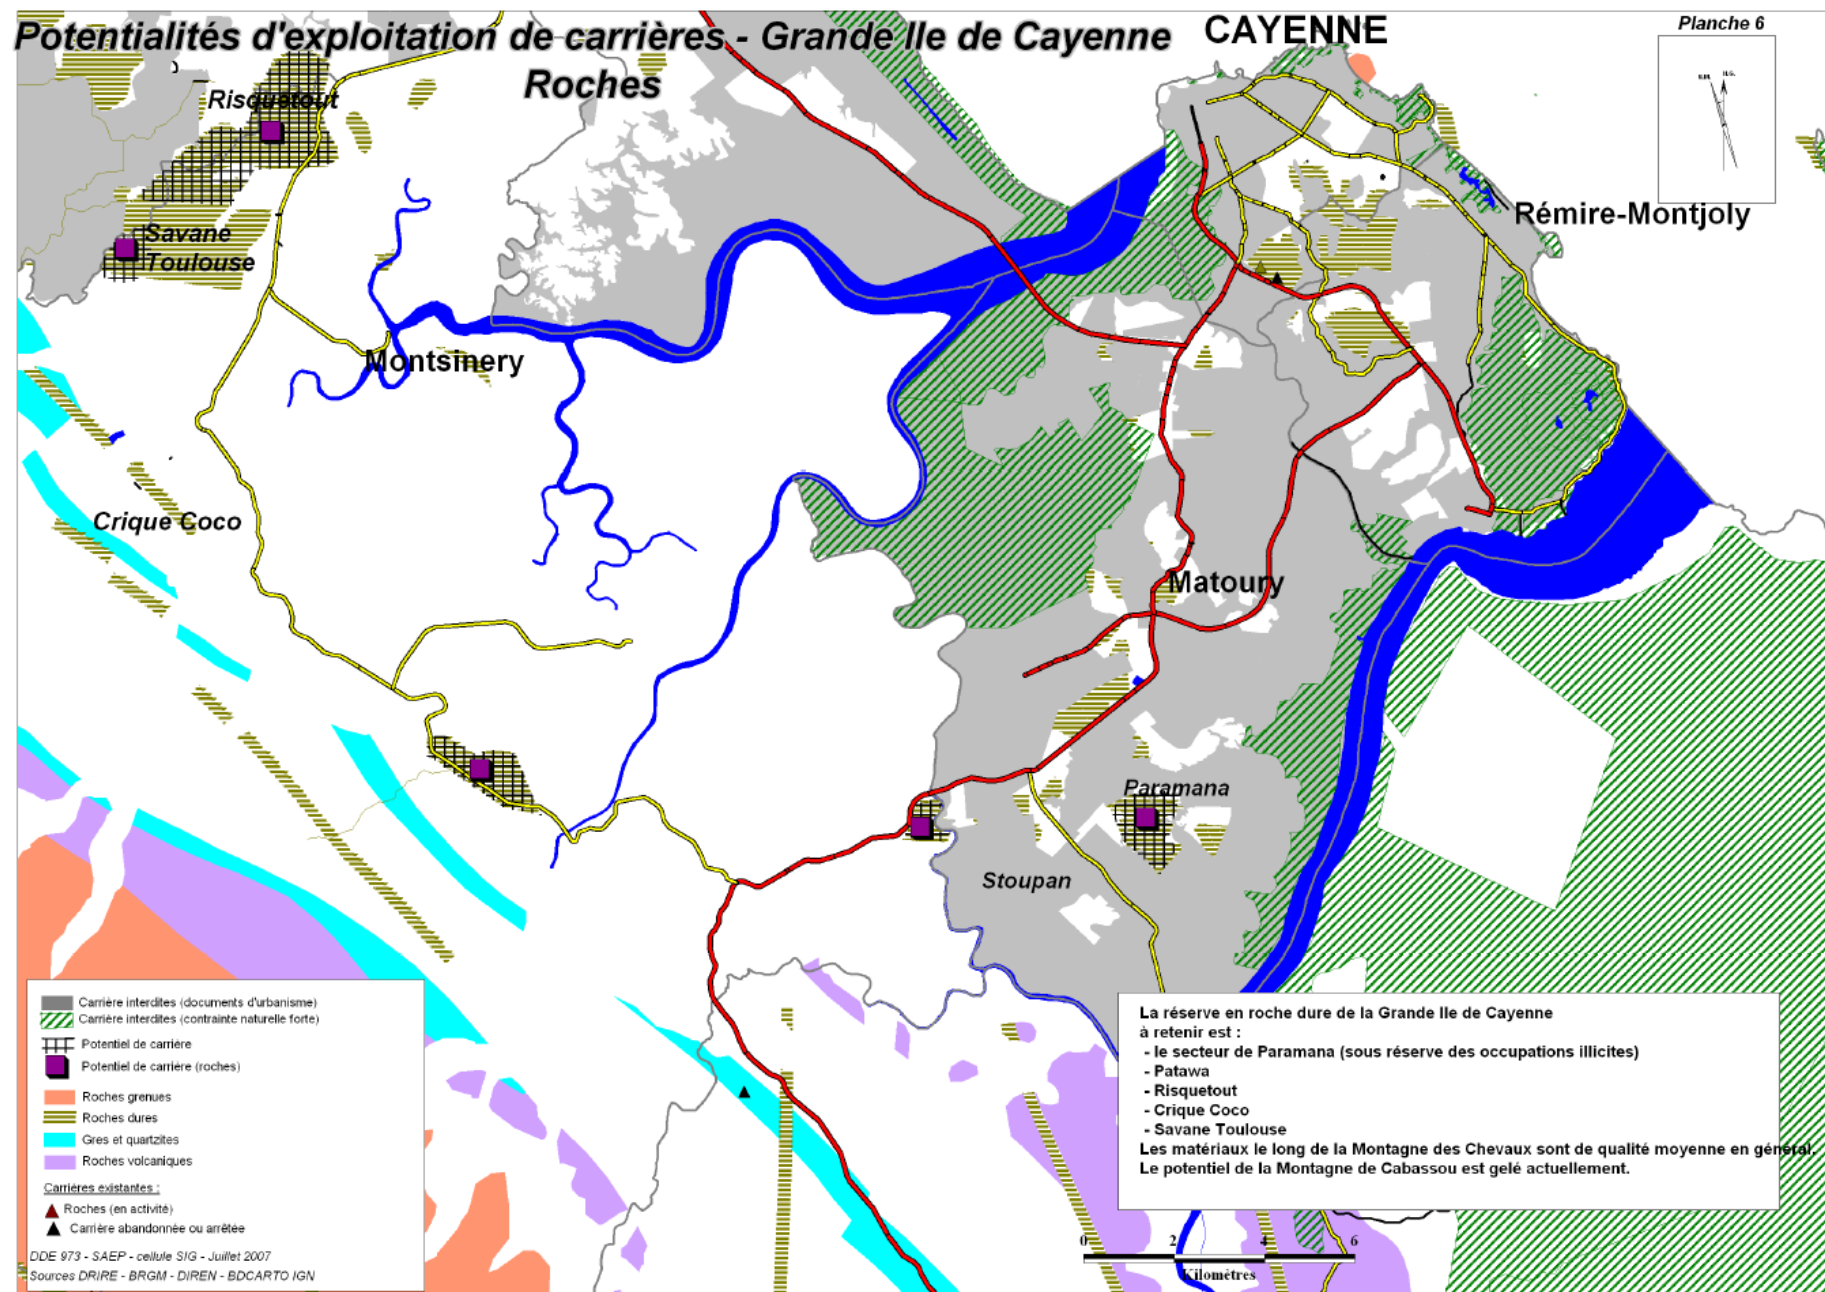 Potentialités d'exploitation de carrières - Grande Ile de Cayenne
Roches
CAYENNE
Planche 6
N.M. N.G.
Risquetout
Savane
Toulouse
Rémire-Montjoly
Montsinery
Crique Coco
Matoury
Paramana
Stoupan
Carrière interdites (documents d'urbanisme)
Carrière interdites (contrainte naturelle forte)
Potentiel de carrière
Potentiel de carrière (roches)
Roches grenues
Roches dures
Gres et quartzites
Roches volcaniques
Carrières existantes :
Roches (en activité)
Carrière abandonnée ou arrêtée
DDE 973 - SAEP - cellule SIG - Juillet 2007
Sources DRIRE - BRGM - DIREN - BDCARTO IGN
La réserve en roche dure de la Grande Ile de Cayenne
à retenir est :
- le secteur de Paramana (sous réserve des occupations illicites)
- Patawa
- Risquetout
- Crique Coco
- Savane Toulouse
Les matériaux le long de la Montagne des Chevaux sont de qualité moyenne en général.
Le potentiel de la Montagne de Cabassou est gelé actuellement.
0 2 4 6
Kilomètres